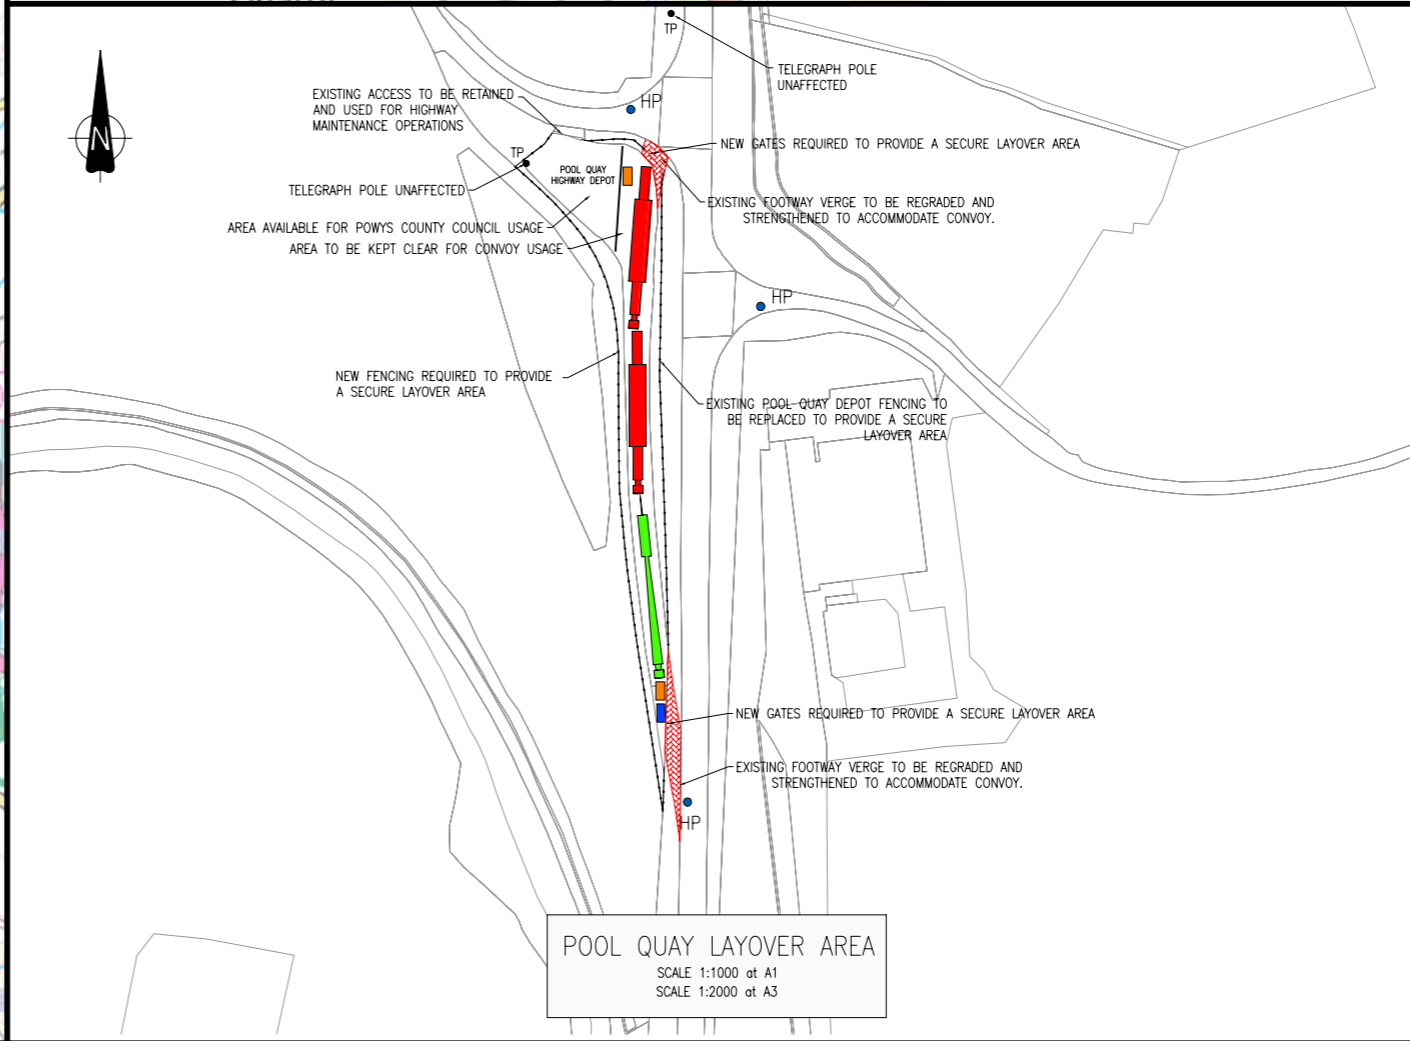 TP
TELEGRAPH POLE
UNAFFECTED
EXISTING ACCESS TO BE RETAINED
AND USED FOR HIGHWAY
MAINTENANCE OPERATIONS
HP
N
NEW GATES REQUIRED TO PROVIDE A SECURE LAYOVER AREA
TP
POOL QUAY
HIGHWAY DEPOT
TELEGRAPH POLE UNAFFECTED
EXISTING FOOTWAY VERGE TO BE REGRADED AND
STRENGTHENED TO ACCOMMODATE CONVOY.
AREA AVAILABLE FOR POWYS COUNTY COUNCIL USAGE
AREA TO BE KEPT CLEAR FOR CONVOY USAGE
HP
NEW FENCING REQUIRED TO PROVIDE
A SECURE LAYOVER AREA
EXISTING POOL QUAY DEPOT FENCING TO
BE REPLACED TO PROVIDE A SECURE
LAYOVER AREA
NEW GATES REQUIRED TO PROVIDE A SECURE LAYOVER AREA
EXISTING FOOTWAY VERGE TO BE REGRADED AND
STRENGTHENED TO ACCOMMODATE CONVOY.
HP
POOL QUAY LAYOVER AREA
SCALE 1:1000 at A1
SCALE 1:2000 at A3